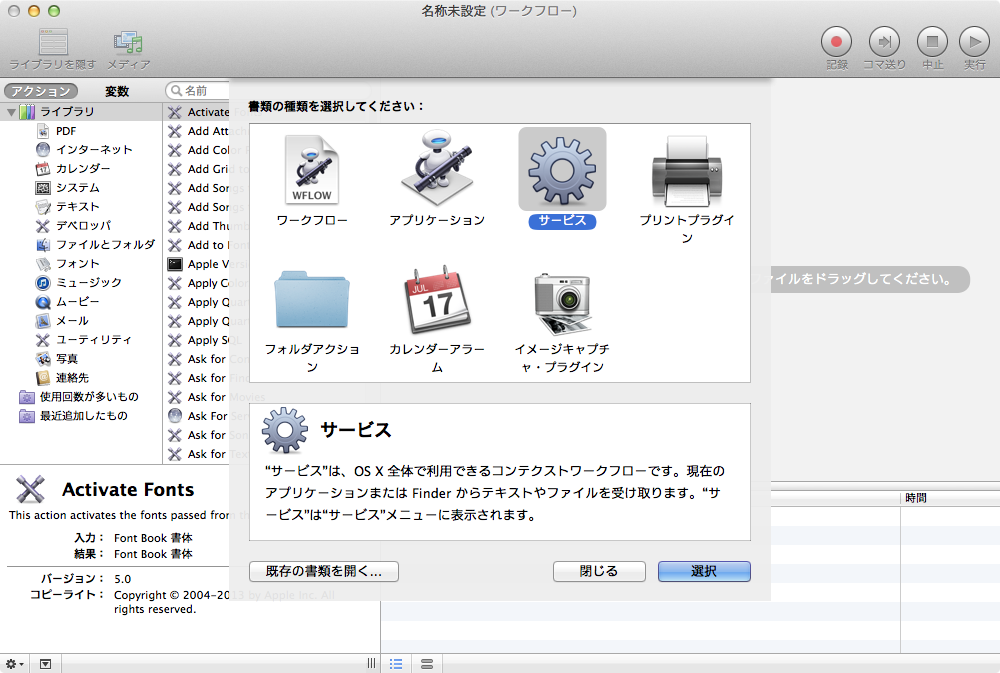 名称未設定 (ワークフロー)
ライブラリを隠す
メディア
記録
コマ送り
中止
実行
アクション
変数
名前
ライブラリ
PDF
インターネット
カレンダー
システム
テキスト
デベロッパ
ファイルとフォルダ
フォント
ミュージック
ムービー
メール
ユーティリティ
写真
連絡先
使用回数が多いもの
最近追加したもの
Activate
Add Attach
Add Color
Add Grid to
Add Songs
Add Song
Add Thumb
Add to Font
Apple Vers
Apply Color
Apply Quar
Apply Quar
Apply SQL
Ask for Con
Ask for Find
Ask for Movies
Ask For Ser
Ask for Son
Ask for Text
書類の種類を選択してください：
WFLOW
ワークフロー
アプリケーション
サービス
プリントプラグイ
ン
フォルダアクショ
ン
JUL
17
カレンダーアラー
ム
イメージキャプチ
ャ・プラグイン
サービス
“サービス”は、OS X 全体で利用できるコンテクストワークフローです。現在の
アプリケーションまたは Finder からテキストやファイルを受け取ります。“サ
ービス”は“サービス”メニューに表示されます。
既存の書類を開く...
閉じる
選択
ァイルをドラッグしてください。
時間
Activate Fonts
This action activates the fonts passed from th
入力： Font Book 書体
結果： Font Book 書体
バージョン： 5.0
コピーライト： Copyright © 2004–2013 by Apple Inc. All
rights reserved.